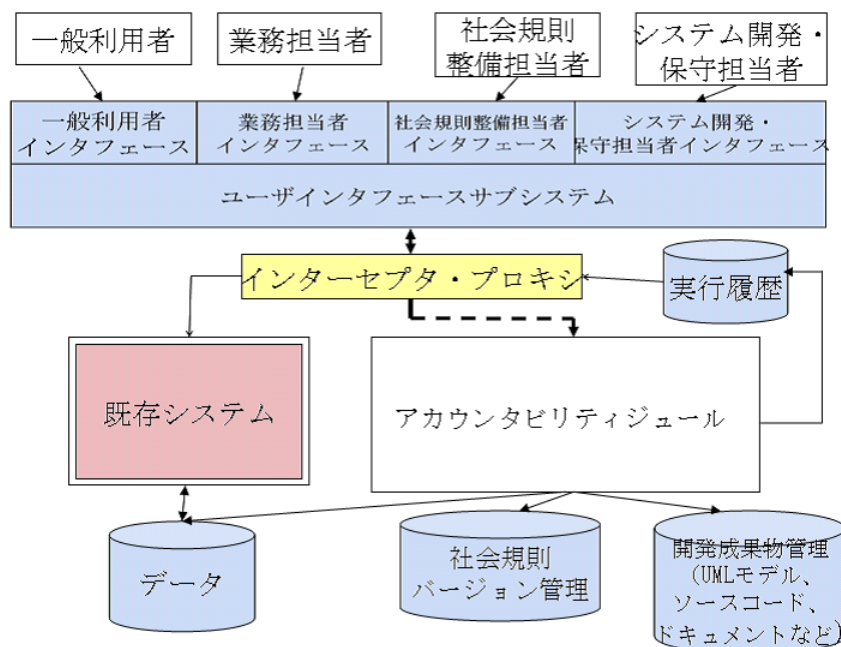 一般利用者
業務担当者
社会規則
整備担当者
システム開発・
保守担当者
一般利用者
インタフェース
業務担当者
インタフェース
社会規則整備担当者
インタフェース
システム開発・
保守担当者インタフェース
ユーザインタフェースサブシステム
インターセプタ・プロキシ
実行履歴
既存システム
アカウンタビリティジュール
データ
社会規則
バージョン管理
開発成果物管理
(UMLモデル、
ソースコード、
ドキュメントなど)